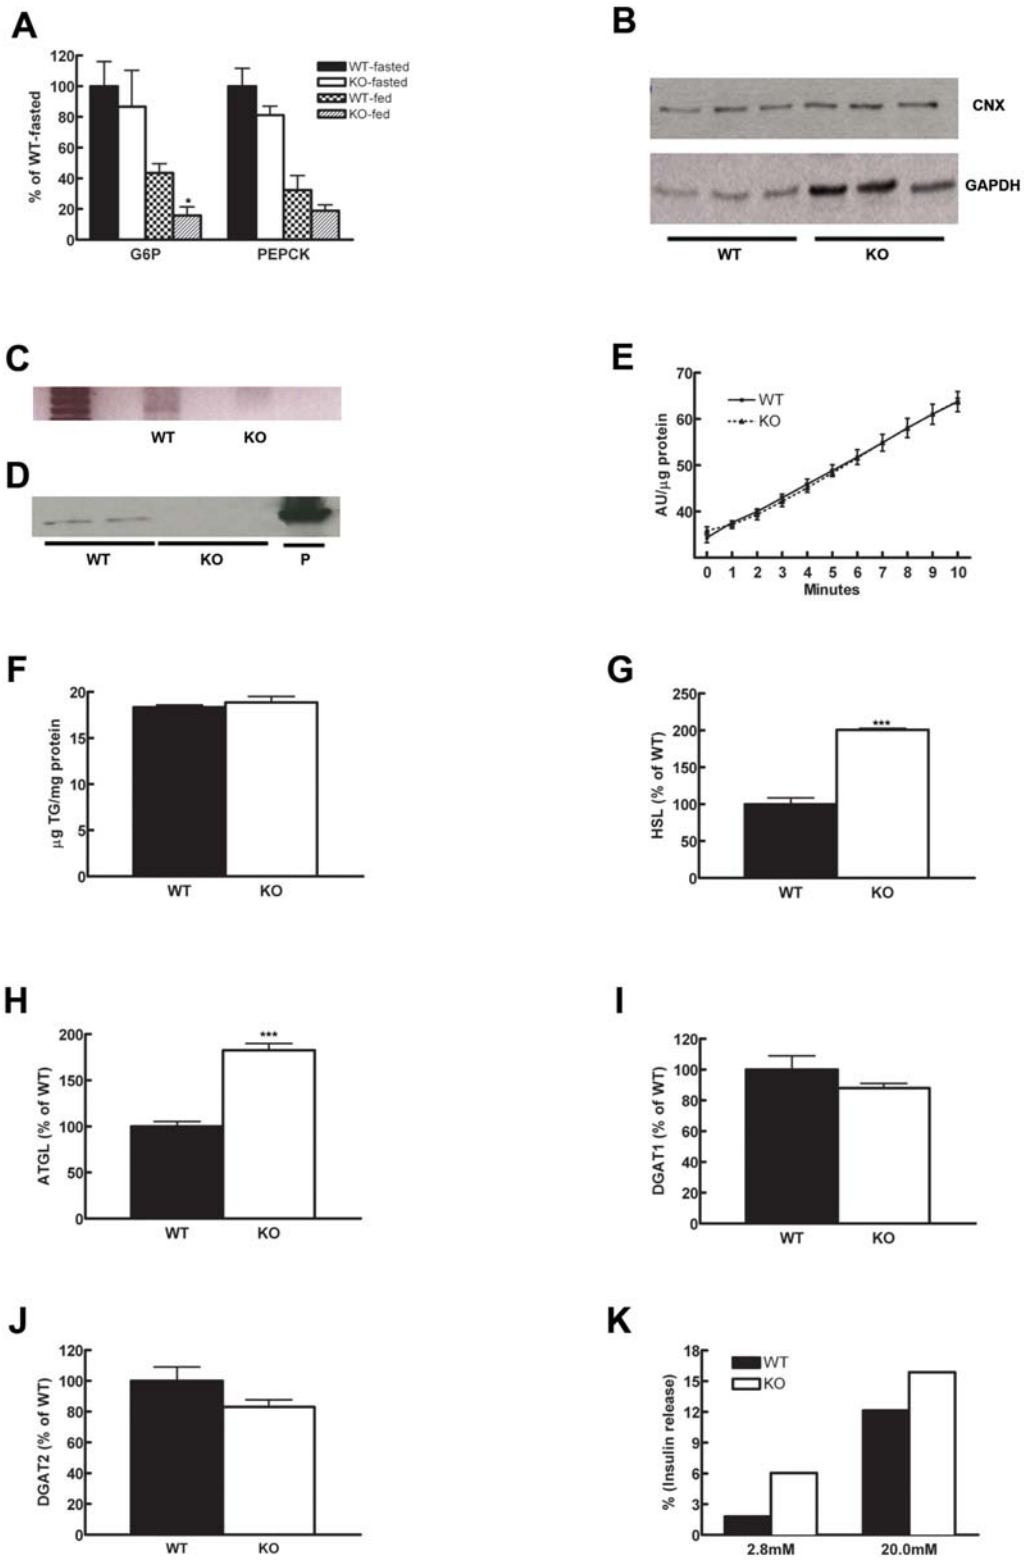 A
120
100
80
60
40
20
0
% of WT-fasted
WT-fasted
KO-fasted
WT-fed
KO-fed
*
G6P PEPCK
B
CNX
GAPDH
WT KO
C
WT KO
D
WT KO P
E
70
60
50
40
AU/µg protein
WT
KO
0 1 2 3 4 5 6 7 8 9 10
Minutes
F
20
15
10
5
0
µg TG/mg protein
WT KO
G
250
200
150
100
50
0
HSL (% of WT)
***
WT KO
H
200
150
100
50
0
ATGL (% of WT)
***
WT KO
I
120
100
80
60
40
20
0
DGAT1 (% of WT)
WT KO
J
120
100
80
60
40
20
0
DGAT2 (% of WT)
WT KO
K
18
15
12
9
6
3
0
% (Insulin release)
WT
KO
2.8mM 20.0mM